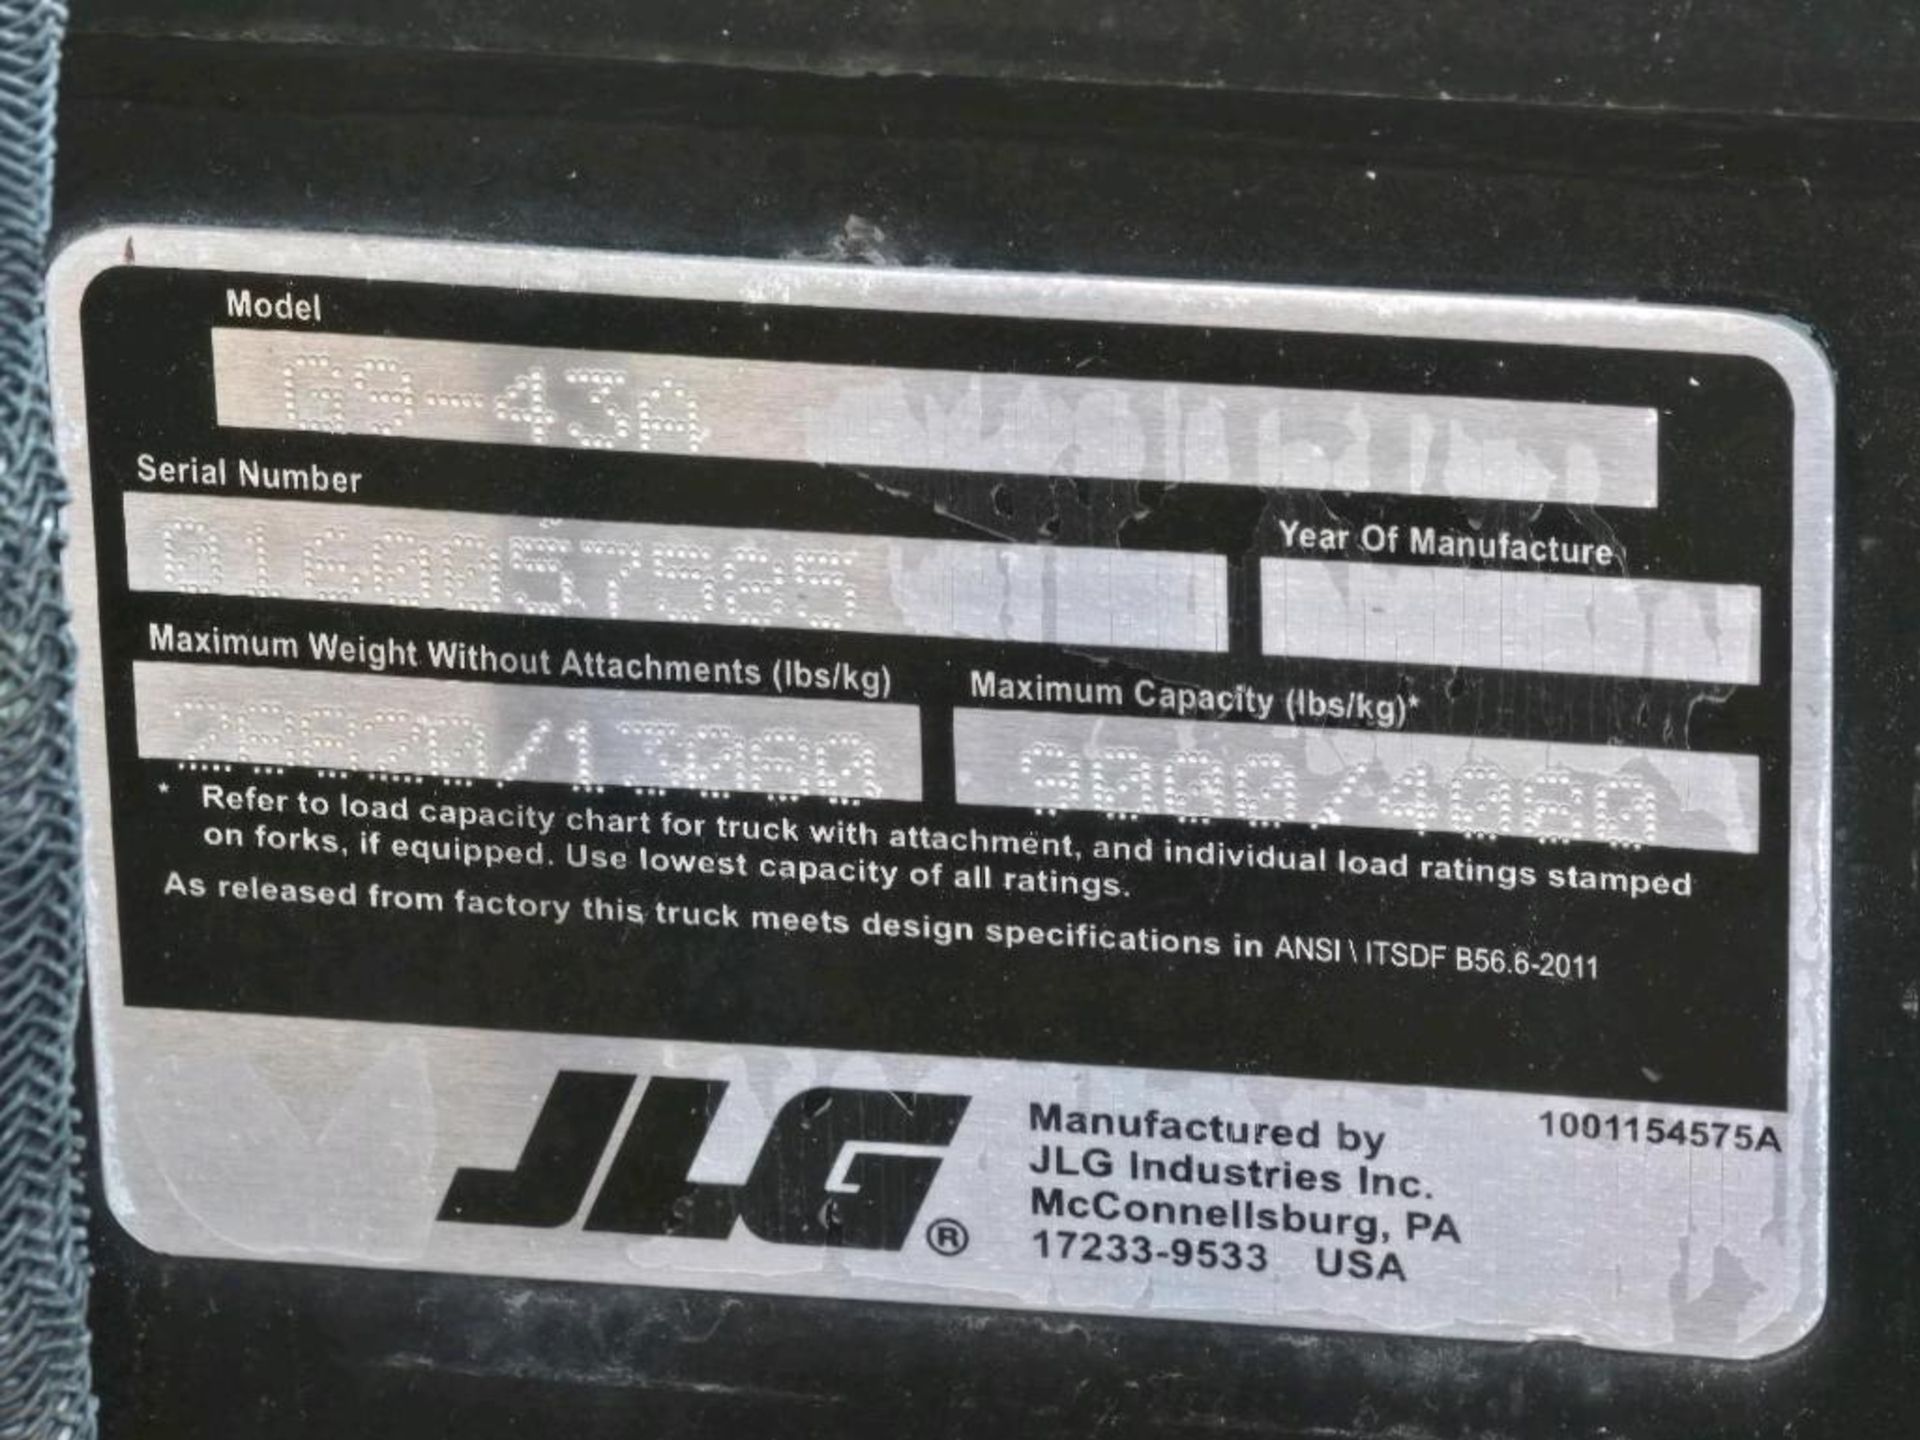 Model
G9-43A
Serial Number
0160057585
Year Of Manufacture
Maximum Weight Without Attachments (lbs/kg)
28820/13080
Maximum Capacity (lbs/kg)*
9000/4080
* Refer to load capacity chart for truck with attachment, and individual load ratings stamped
on forks, if equipped. Use lowest capacity of all ratings.
As released from factory this truck meets design specifications in ANSI \ ITSDF B56.6-2011
JLG ®
Manufactured by
JLG Industries Inc.
McConnellsburg, PA
17233-9533 USA
1001154575A